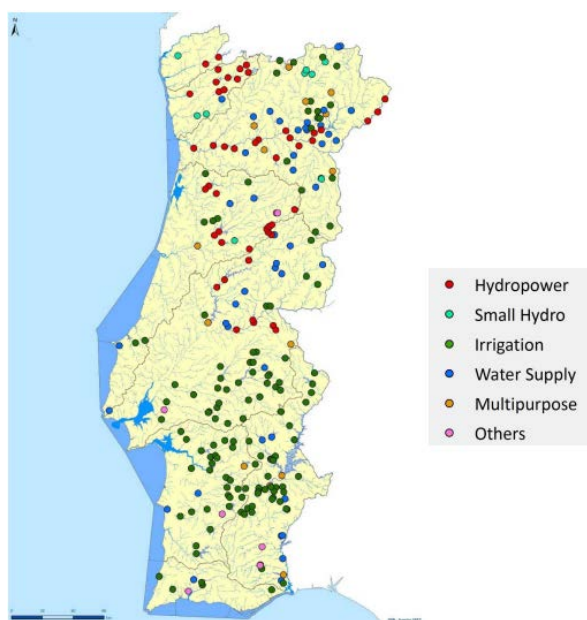 N
Hydropower
Small Hydro
Irrigation
Water Supply
Multipurpose
Others